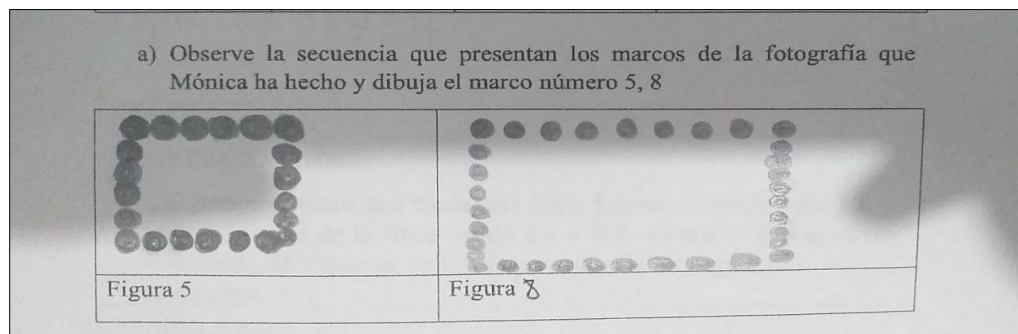 a) Observe la secuencia que presentan los marcos de la fotografía que
Mónica ha hecho y dibuja el marco número 5, 8
Figura 5
Figura 8